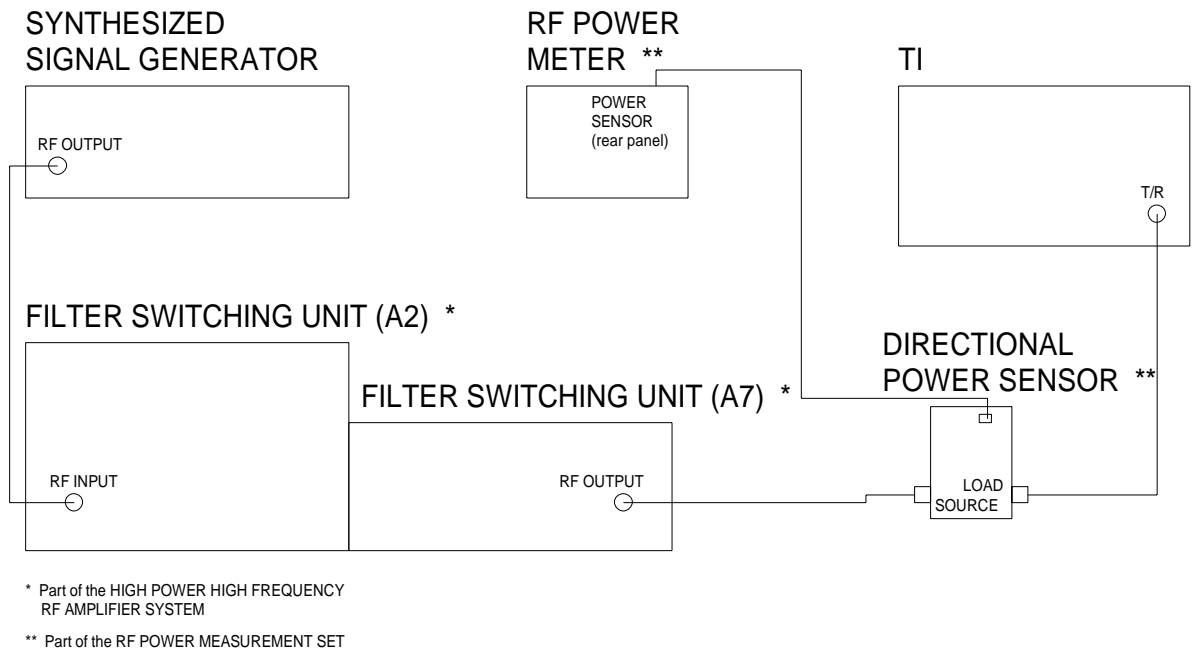 SYNTHESIZED
SIGNAL GENERATOR
RF OUTPUT
RF POWER
METER **
POWER
SENSOR
(rear panel)
TI
T/R
FILTER SWITCHING UNIT (A2) *
RF INPUT
FILTER SWITCHING UNIT (A7) *
RF OUTPUT
DIRECTIONAL
POWER SENSOR **
LOAD
SOURCE
* Part of the HIGH POWER HIGH FREQUENCY
RF AMPLIFIER SYSTEM
** Part of the RF POWER MEASUREMENT SET